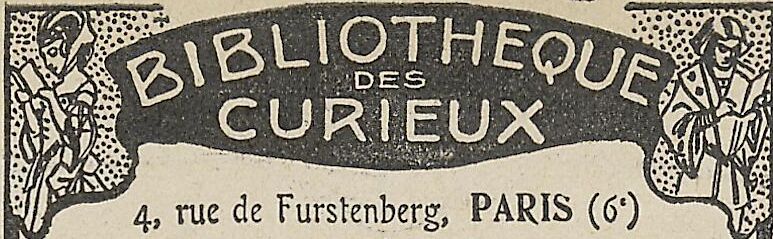 BIBLIOTHEQUE
DES
CURIEUX
4, rue de Furstenberg, PARIS (6ᵉ)